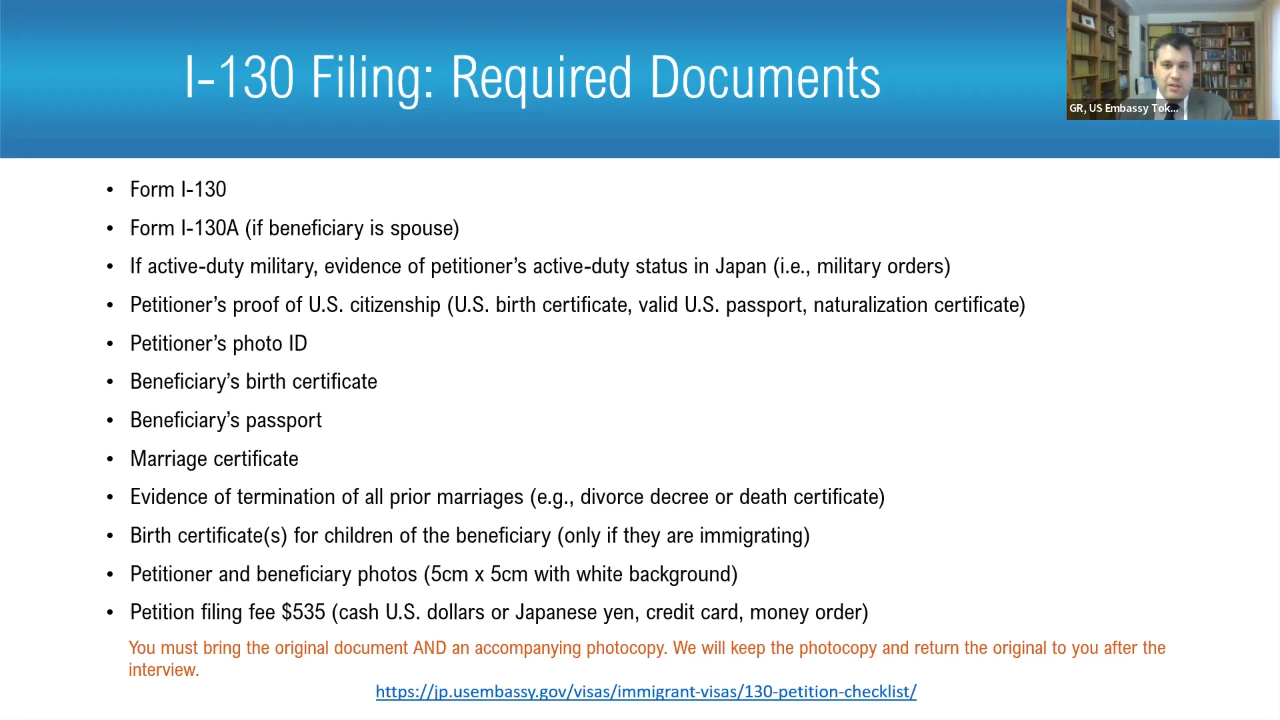 I-130 Filing: Required Documents
GR, US Embassy Tok...
• Form I-130
• Form I-130A (if beneficiary is spouse)
• If active-duty military, evidence of petitioner’s active-duty status in Japan (i.e., military orders)
• Petitioner’s proof of U.S. citizenship (U.S. birth certificate, valid U.S. passport, naturalization certificate)
• Petitioner’s photo ID
• Beneficiary’s birth certificate
• Beneficiary’s passport
• Marriage certificate
• Evidence of termination of all prior marriages (e.g., divorce decree or death certificate)
• Birth certificate(s) for children of the beneficiary (only if they are immigrating)
• Petitioner and beneficiary photos (5cm x 5cm with white background)
• Petition filing fee $535 (cash U.S. dollars or Japanese yen, credit card, money order)
You must bring the original document AND an accompanying photocopy. We will keep the photocopy and return the original to you after the
interview.
https://jp.usembassy.gov/visas/immigrant-visas/130-petition-checklist/